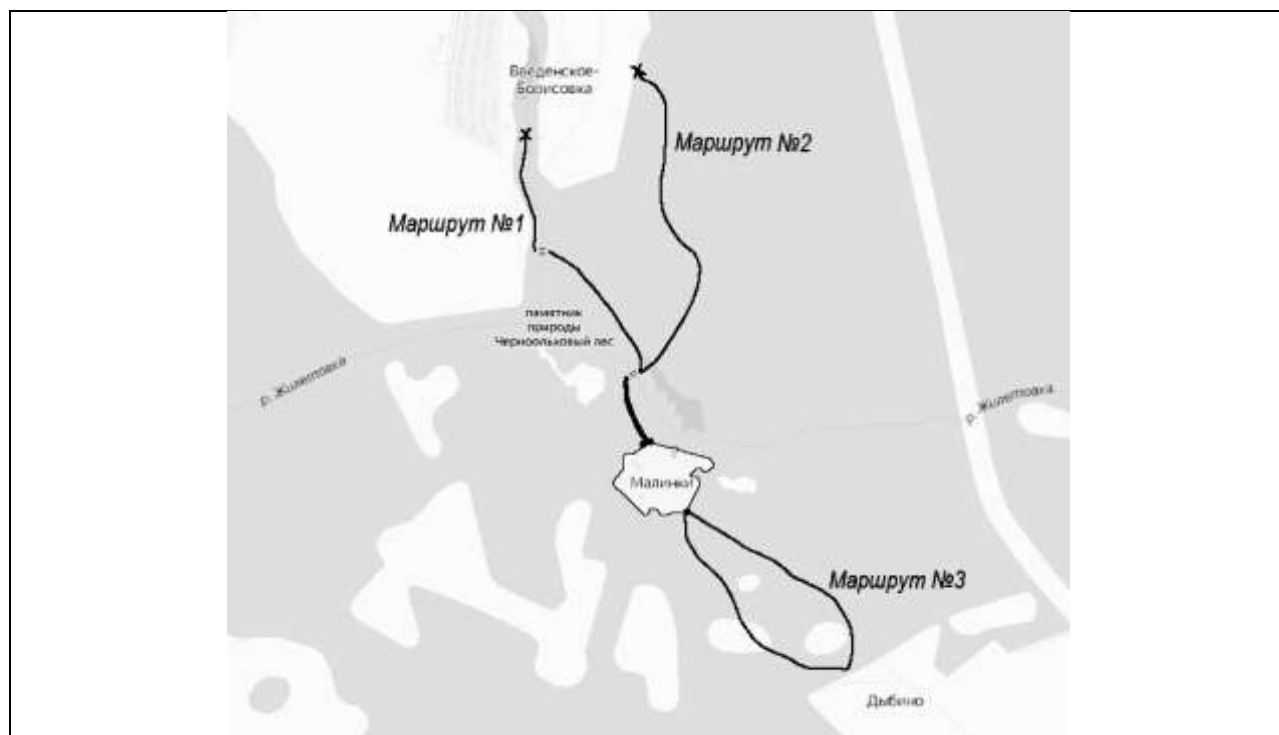 Введенское-
Борисовка
Маршрут №2
Маршрут №1
памятник
природы
Черноольховый лес
р. Жилетовка
р. Жилетовка
Малинки
Маршрут №3
Дыбино